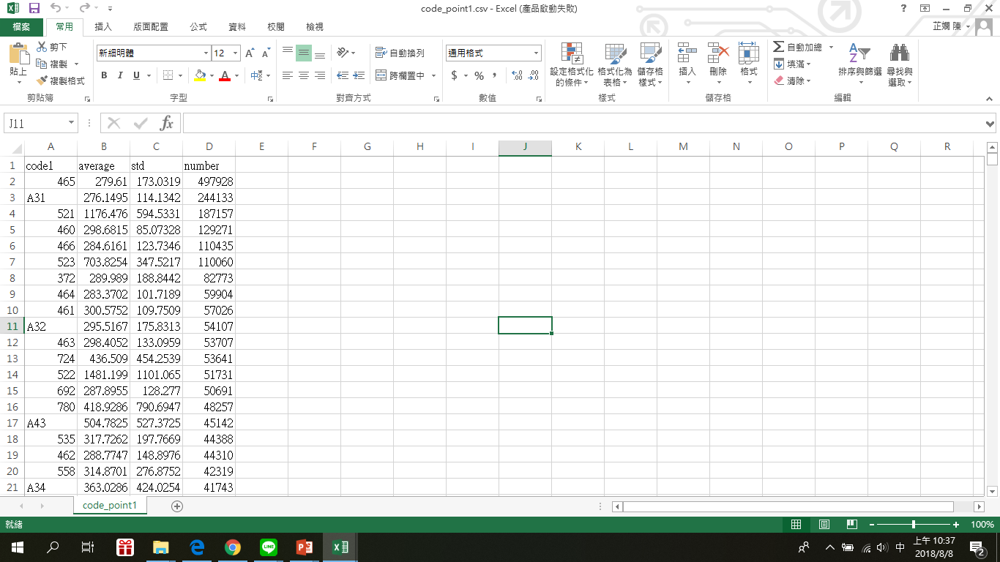 code_point1.csv - Excel (產品啟動失敗)
?
檔案 常用 插入 版面配置 公式 資料 校閱 檢視
芷嫻 陳
貼上 剪下 複製 複製格式 剪貼簿
新細明體 12
B I U A 中 字型
自動換列 跨欄置中 對齊方式
通用格式
$ % , 數值
設定格式化的條件 格式化為表格 儲存格樣式 樣式
插入 刪除 格式 儲存格
自動加總 填滿 清除 排序與篩選 尋找與選取 編輯
J11 fx
A B C D E F G H I J K L M N O P Q R
1 code1 average std number
2 465 279.61 173.0319 497928
3 A31 276.1495 114.1342 244133
4 521 1176.476 594.5331 187157
5 460 298.6815 85.07328 129271
6 466 284.6161 123.7346 110435
7 523 703.8254 347.5217 110060
8 372 289.989 188.8442 82773
9 464 283.3702 101.7189 59904
10 461 300.5752 109.7509 57026
11 A32 295.5167 175.8313 54107
12 463 298.4052 133.0959 53707
13 724 436.509 454.2539 53641
14 522 1481.199 1101.065 51731
15 692 287.8955 128.277 50691
16 780 418.9286 790.6947 48257
17 A43 504.7825 527.3725 45142
18 535 317.7262 197.7669 44388
19 462 288.7747 148.8976 44310
20 558 314.8701 276.8752 42319
21 A34 363.0286 424.0254 41743
code_point1
就緒 100%
LINE
中 上午 10:37
2018/8/8
2